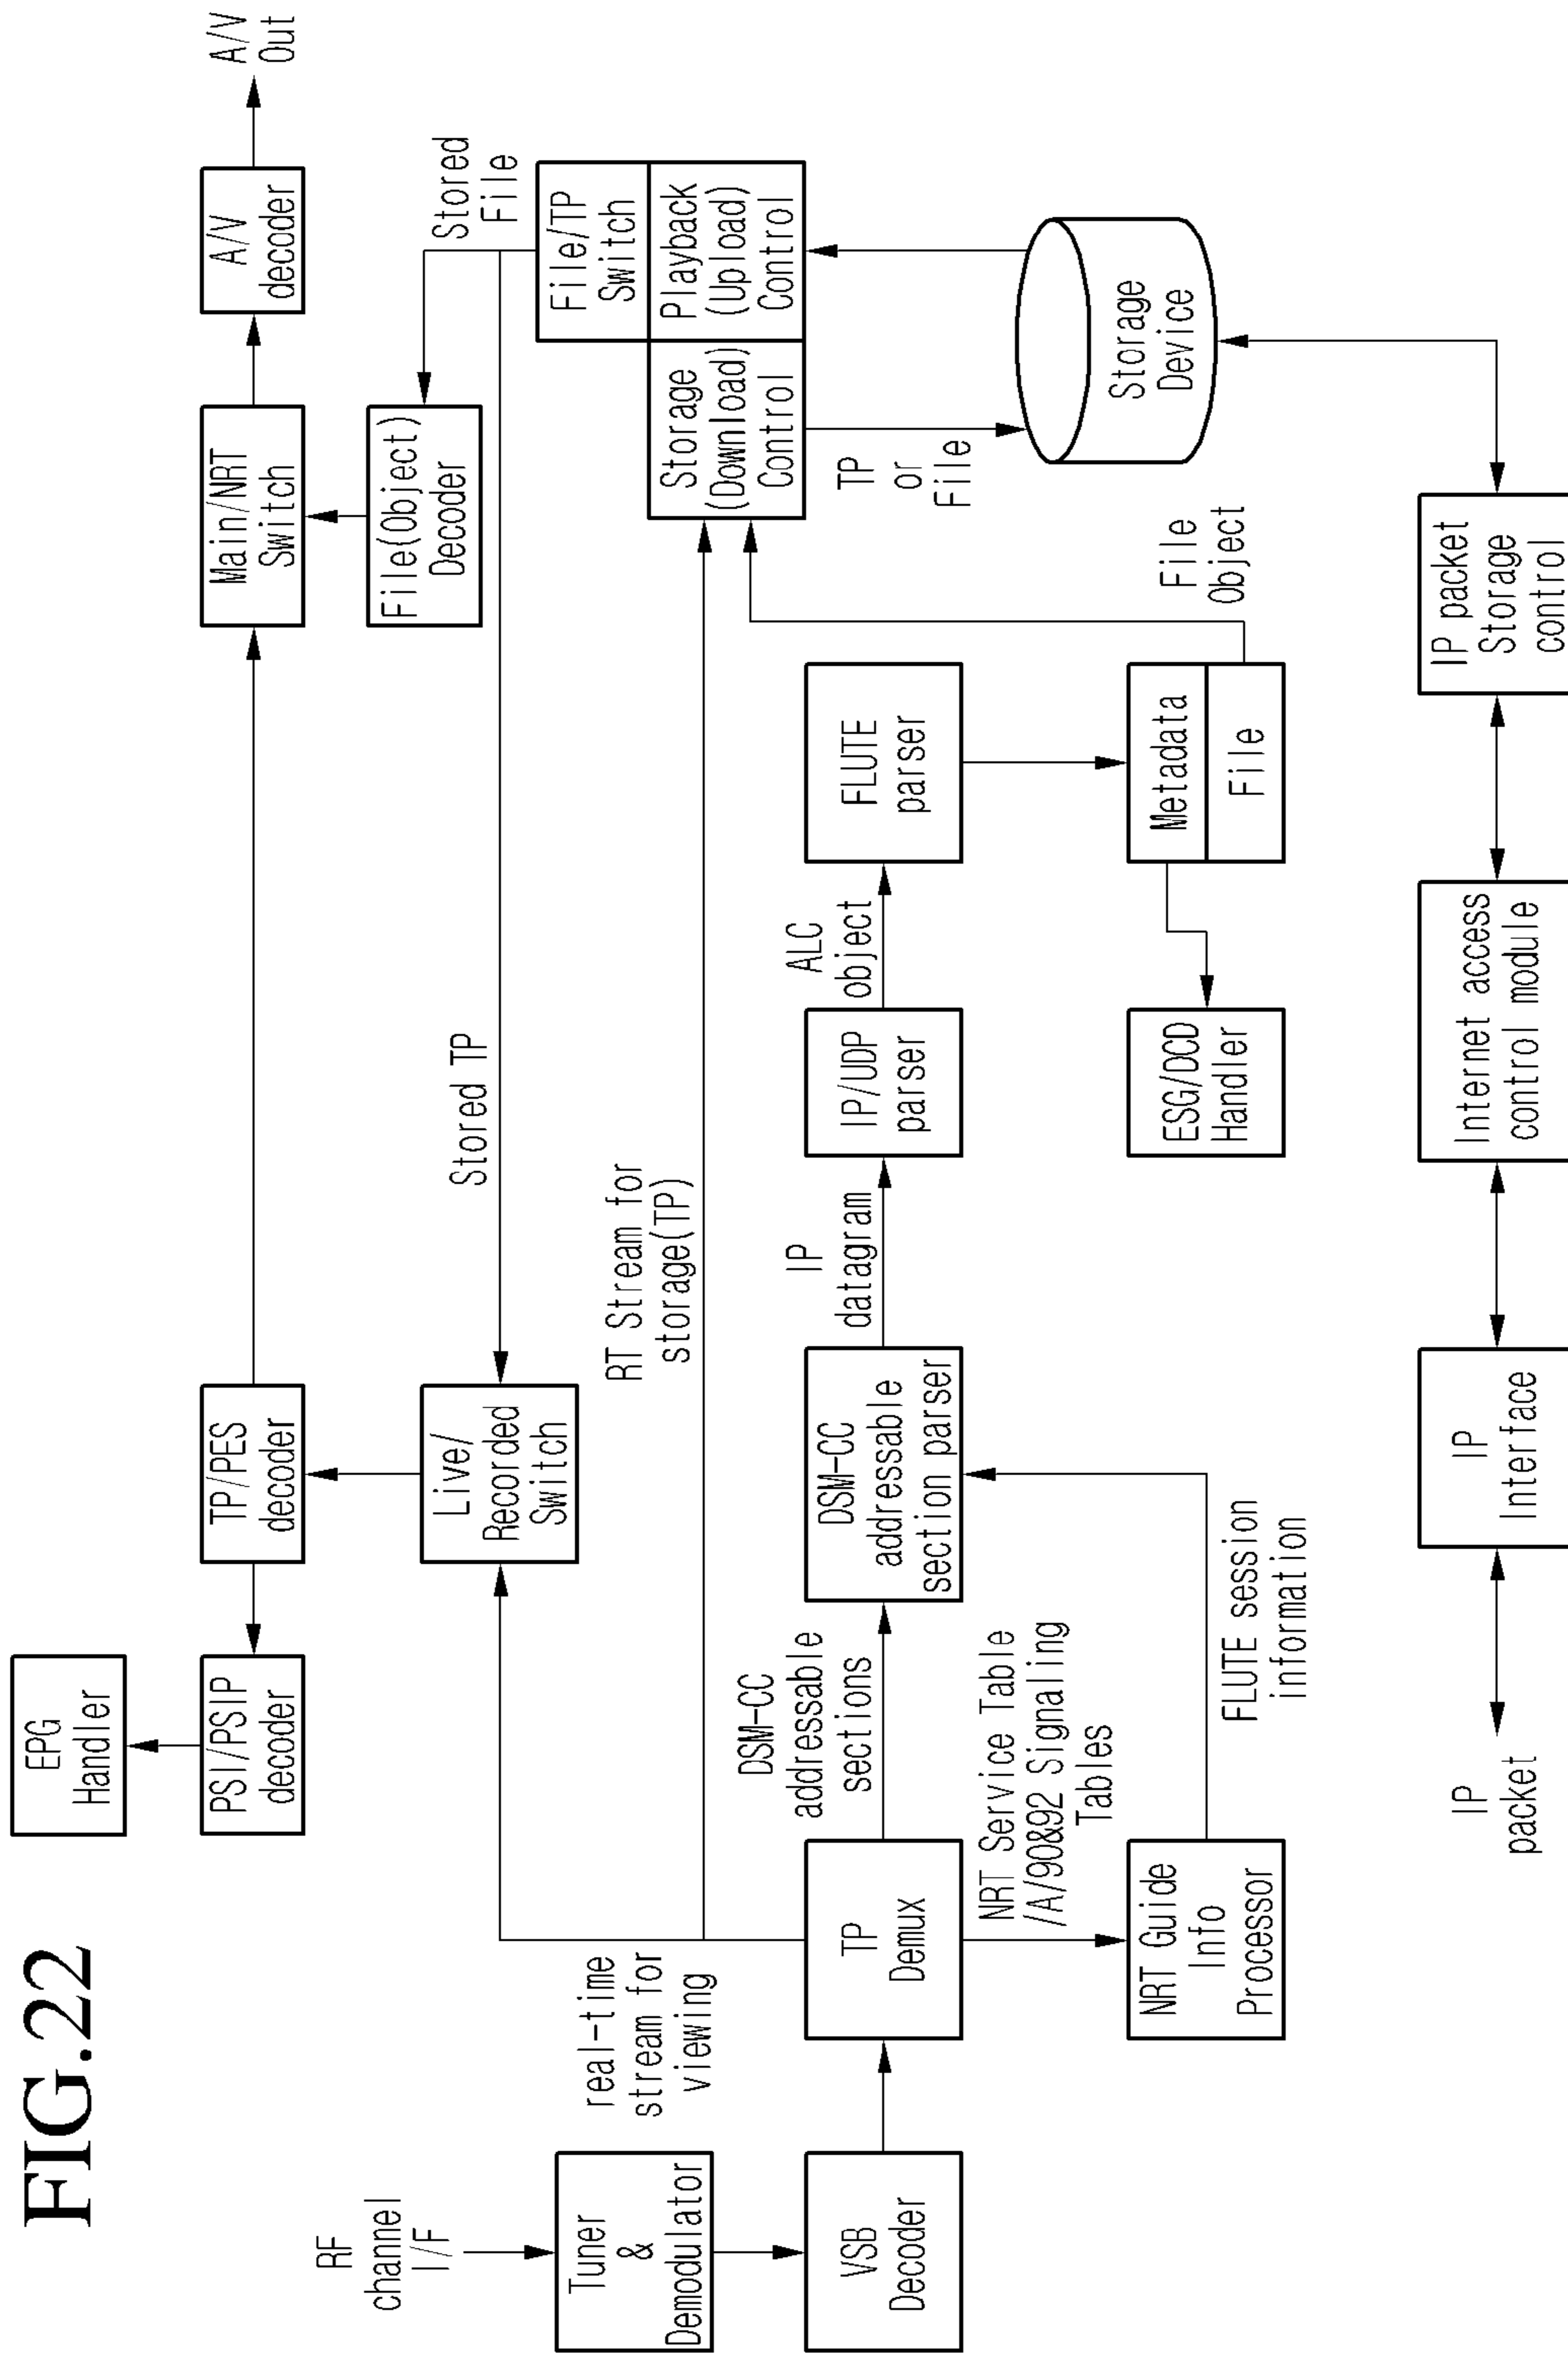 FIG.22
RF
channel
I/F
Tuner
&
Demodulator
VSB
Decoder
real-time
stream for
viewing
TP
Demux
NRT Service Table
/A/90&92 Signaling
Tables
NRT Guide
Info
Processor
FLUTE session
information
DSM-CC
addressable
sections
DSM-CC
addressable
section parser
IP
datagram
IP/UDP
parser
ALC
object
FLUTE
parser
Metadata
File
ESG/DCD
Handler
File
Object
EPG
Handler
PSI/PSIP
decoder
TP/PES
decoder
Live/
Recorded
Switch
Stored TP
RT Stream for
storage(TP)
Main/NRT
Switch
File(Object)
Decoder
A/V
decoder
A/V
Out
Stored
File
File/TP
Switch
Storage
(Download)
Control
Playback
(Upload)
Control
TP
or
File
Storage
Device
IP
packet
IP
Interface
Internet access
control module
IP packet
Storage
control